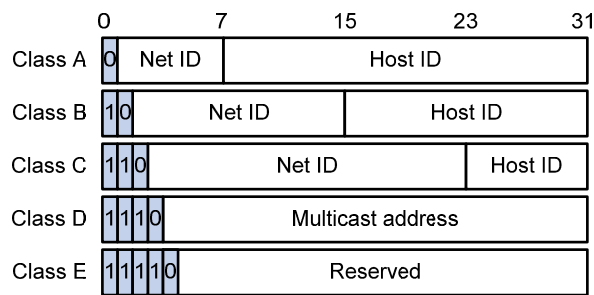 0 7 15 23 31
Class A 0 Net ID Host ID
Class B 1 0 Net ID Host ID
Class C 1 1 0 Net ID Host ID
Class D 1 1 1 0 Multicast address
Class E 1 1 1 1 0 Reserved